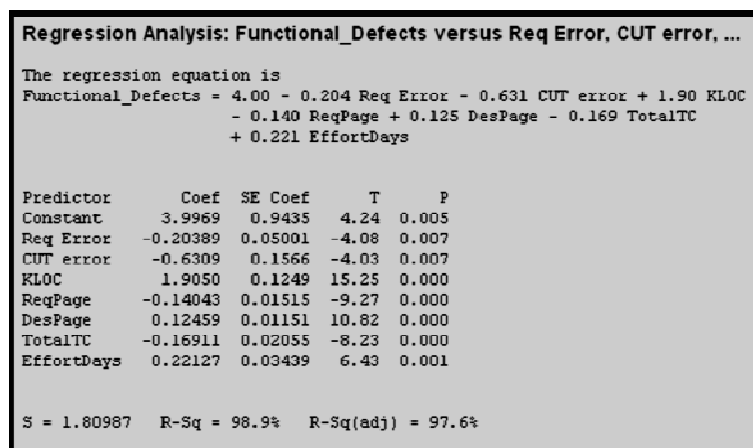 Regression Analysis: Functional_Defects versus Req Error, CUT error, ...
The regression equation is
Functional_Defects = 4.00 - 0.204 Req Error - 0.631 CUT error + 1.90 KLOC
- 0.140 ReqPage + 0.125 DesPage - 0.169 TotalTC
+ 0.221 EffortDays
Predictor Coef SE Coef T P
Constant 3.9969 0.9435 4.24 0.005
Req Error -0.20389 0.05001 -4.08 0.007
CUT error -0.6309 0.1566 -4.03 0.007
KLOC 1.9050 0.1249 15.25 0.000
ReqPage -0.14043 0.01515 -9.27 0.000
DesPage 0.12459 0.01151 10.82 0.000
TotalTC -0.16911 0.02055 -8.23 0.000
EffortDays 0.22127 0.03439 6.43 0.001
S = 1.80987 R-Sq = 98.9% R-Sq(adj) = 97.6%